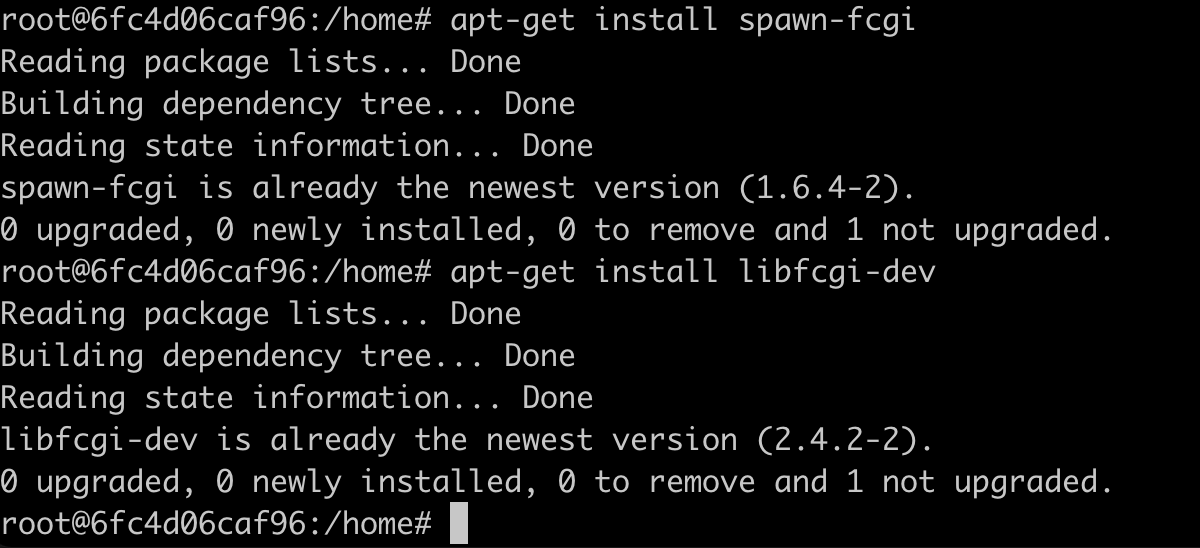 root@6fc4d06caf96:/home# apt-get install spawn-fcgi
Reading package lists... Done
Building dependency tree... Done
Reading state information... Done
spawn-fcgi is already the newest version (1.6.4-2).
0 upgraded, 0 newly installed, 0 to remove and 1 not upgraded.
root@6fc4d06caf96:/home# apt-get install libfcgi-dev
Reading package lists... Done
Building dependency tree... Done
Reading state information... Done
libfcgi-dev is already the newest version (2.4.2-2).
0 upgraded, 0 newly installed, 0 to remove and 1 not upgraded.
root@6fc4d06caf96:/home#